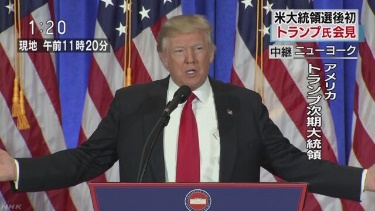 1:20
現地 午前11時20分
米大統領選後初
トランプ氏会見
中継 ニューヨーク
アメリカ
トランプ次期大統領
NHK